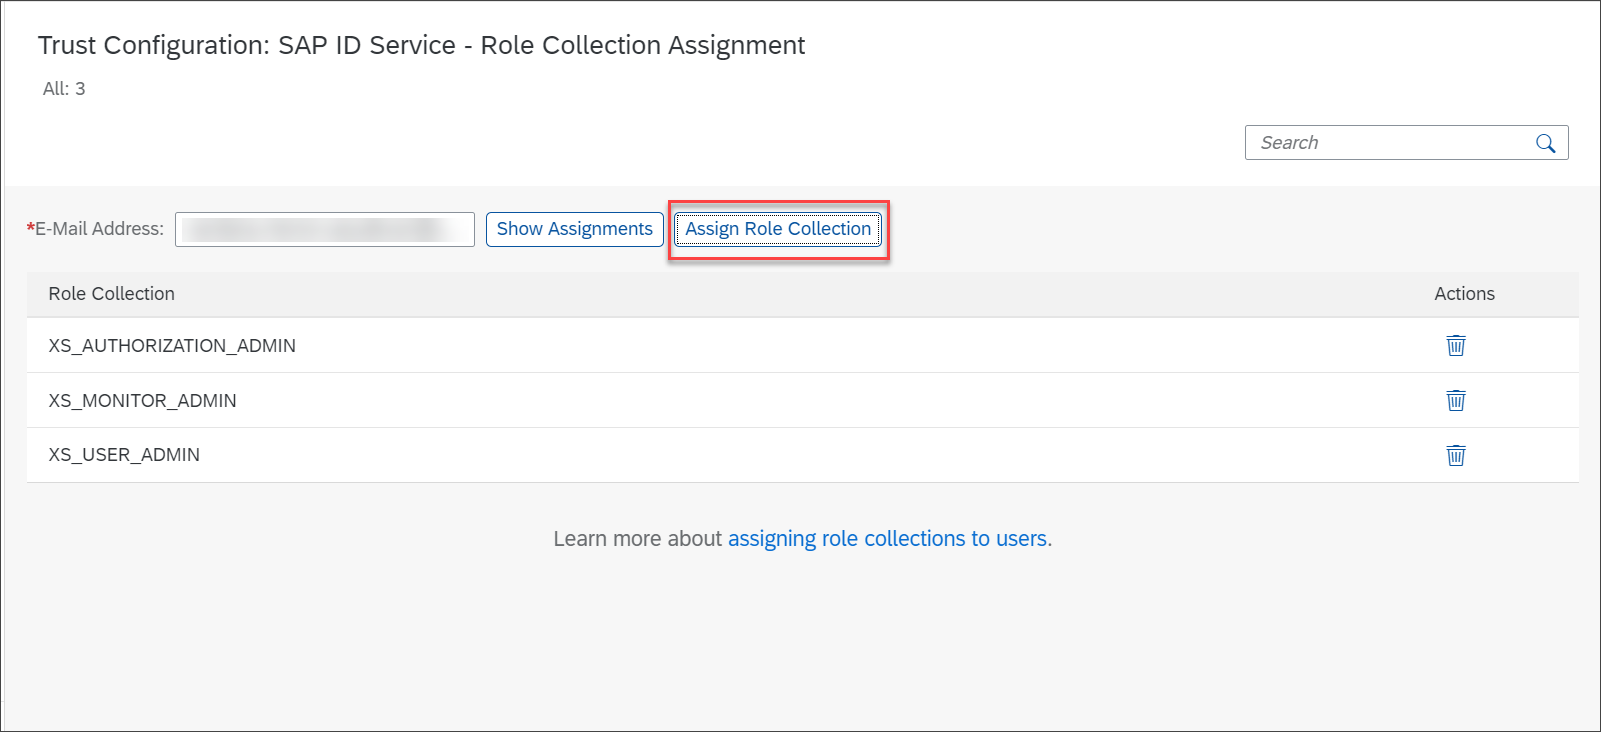 Trust Configuration: SAP ID Service - Role Collection Assignment
All: 3
Search
*E-Mail Address: Show Assignments Assign Role Collection
Role Collection Actions
XS_AUTHORIZATION_ADMIN
XS_MONITOR_ADMIN
XS_USER_ADMIN
Learn more about assigning role collections to users.